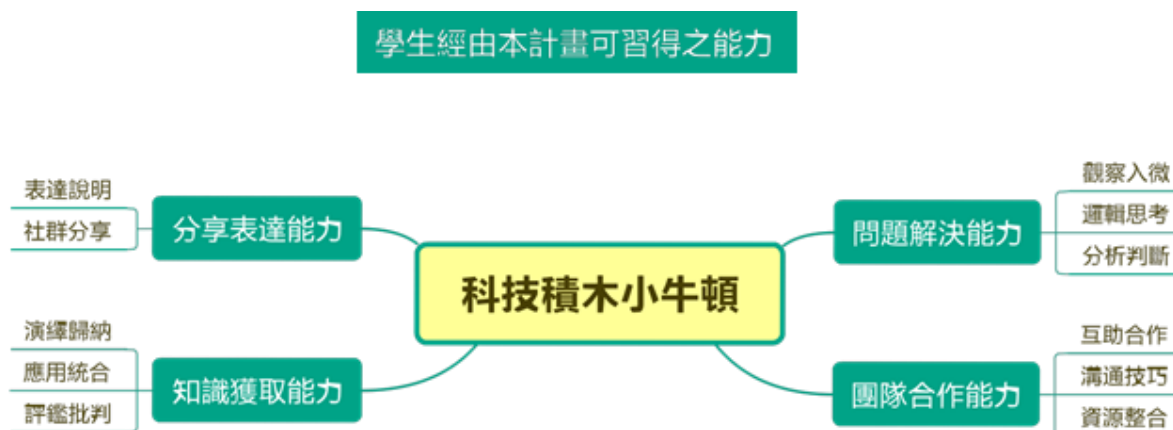 學生經由本計畫可習得之能力
科技積木小牛頓
分享表達能力
表達說明
社群分享
知識獲取能力
演繹歸納
應用統合
評鑑批判
問題解決能力
觀察入微
邏輯思考
分析判斷
團隊合作能力
互助合作
溝通技巧
資源整合